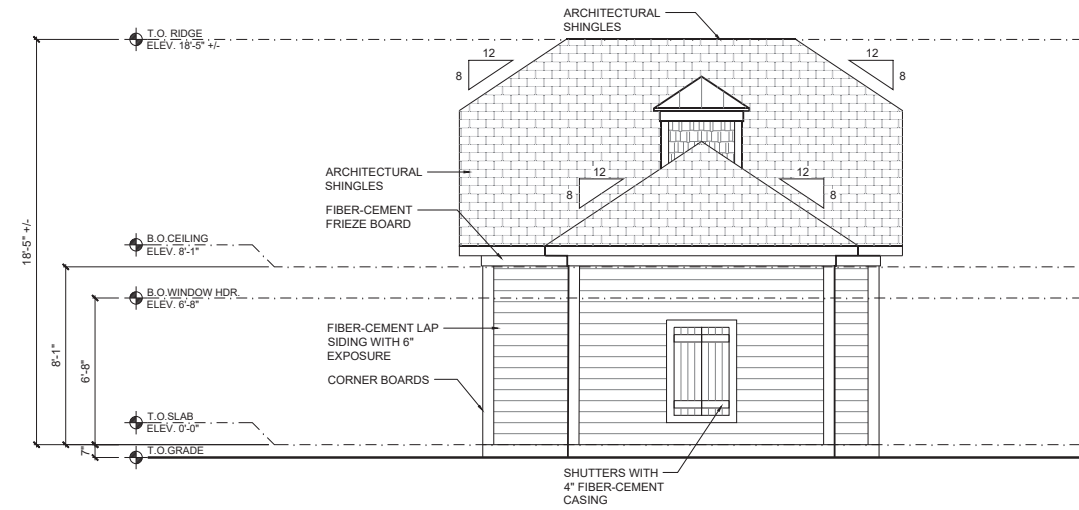 ARCHITECTURAL
SHINGLES
T.O. RIDGE
ELEV. 18'-5" +/-
12
8
12
8
ARCHITECTURAL
SHINGLES
12
8
12
8
FIBER-CEMENT
FRIEZE BOARD
B.O.CEILING
ELEV. 8'-1"
18'-5" +/-
B.O.WINDOW HDR.
ELEV. 6'-8"
8'-1"
6'-8"
FIBER-CEMENT LAP
SIDING WITH 6"
EXPOSURE
CORNER BOARDS
T.O.SLAB
ELEV. 0'-0"
7"
T.O.GRADE
SHUTTERS WITH
4" FIBER-CEMENT
CASING